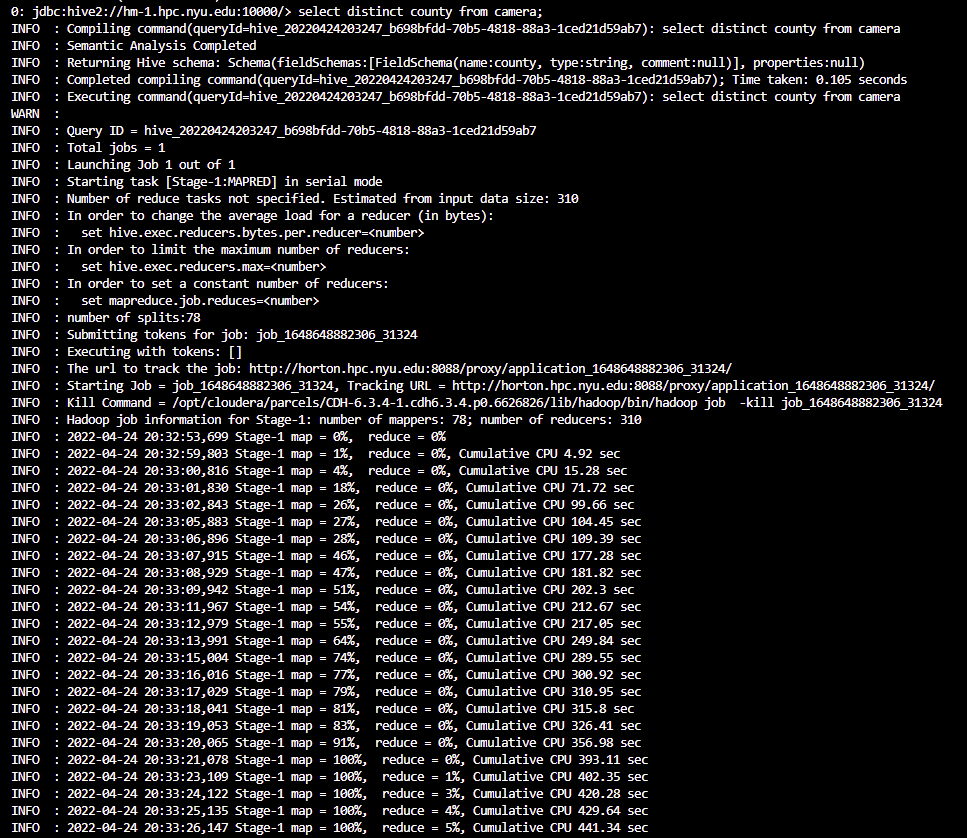 0: jdbc:hive2://hm-1.hpc.nyu.edu:10000/> select distinct county from camera;
INFO  : Compiling command(queryId=hive_20220424203247_b698bfdd-70b5-4818-88a3-1ced21d59ab7): select distinct county from camera
INFO  : Semantic Analysis Completed
INFO  : Returning Hive schema: Schema(fieldSchemas:[FieldSchema(name:county, type:string, comment:null)], properties:null)
INFO  : Completed compiling command(queryId=hive_20220424203247_b698bfdd-70b5-4818-88a3-1ced21d59ab7); Time taken: 0.105 seconds
INFO  : Executing command(queryId=hive_20220424203247_b698bfdd-70b5-4818-88a3-1ced21d59ab7): select distinct county from camera
WARN  :
INFO  : Query ID = hive_20220424203247_b698bfdd-70b5-4818-88a3-1ced21d59ab7
INFO  : Total jobs = 1
INFO  : Launching Job 1 out of 1
INFO  : Starting task [Stage-1:MAPRED] in serial mode
INFO  : Number of reduce tasks not specified. Estimated from input data size: 310
INFO  : In order to change the average load for a reducer (in bytes):
INFO  :   set hive.exec.reducers.bytes.per.reducer=<number>
INFO  : In order to limit the maximum number of reducers:
INFO  :   set hive.exec.reducers.max=<number>
INFO  : In order to set a constant number of reducers:
INFO  :   set mapreduce.job.reduces=<number>
INFO  : number of splits:78
INFO  : Submitting tokens for job: job_1648648882306_31324
INFO  : Executing with tokens: []
INFO  : The url to track the job: http://horton.hpc.nyu.edu:8088/proxy/application_1648648882306_31324/
INFO  : Starting Job = job_1648648882306_31324, Tracking URL = http://horton.hpc.nyu.edu:8088/proxy/application_1648648882306_31324/
INFO  : Kill Command = /opt/cloudera/parcels/CDH-6.3.4-1.cdh6.3.4.p0.6626826/lib/hadoop/bin/hadoop job  -kill job_1648648882306_31324
INFO  : Hadoop job information for Stage-1: number of mappers: 78; number of reducers: 310
INFO  : 2022-04-24 20:32:53,699 Stage-1 map = 0%,  reduce = 0%
INFO  : 2022-04-24 20:32:59,803 Stage-1 map = 1%,  reduce = 0%, Cumulative CPU 4.92 sec
INFO  : 2022-04-24 20:33:00,816 Stage-1 map = 4%,  reduce = 0%, Cumulative CPU 15.28 sec
INFO  : 2022-04-24 20:33:01,830 Stage-1 map = 18%,  reduce = 0%, Cumulative CPU 71.72 sec
INFO  : 2022-04-24 20:33:02,843 Stage-1 map = 26%,  reduce = 0%, Cumulative CPU 99.66 sec
INFO  : 2022-04-24 20:33:05,883 Stage-1 map = 27%,  reduce = 0%, Cumulative CPU 104.45 sec
INFO  : 2022-04-24 20:33:06,896 Stage-1 map = 28%,  reduce = 0%, Cumulative CPU 109.39 sec
INFO  : 2022-04-24 20:33:07,915 Stage-1 map = 46%,  reduce = 0%, Cumulative CPU 177.28 sec
INFO  : 2022-04-24 20:33:08,929 Stage-1 map = 47%,  reduce = 0%, Cumulative CPU 181.82 sec
INFO  : 2022-04-24 20:33:09,942 Stage-1 map = 51%,  reduce = 0%, Cumulative CPU 202.3 sec
INFO  : 2022-04-24 20:33:11,967 Stage-1 map = 54%,  reduce = 0%, Cumulative CPU 212.67 sec
INFO  : 2022-04-24 20:33:12,979 Stage-1 map = 55%,  reduce = 0%, Cumulative CPU 217.05 sec
INFO  : 2022-04-24 20:33:13,991 Stage-1 map = 64%,  reduce = 0%, Cumulative CPU 249.84 sec
INFO  : 2022-04-24 20:33:15,004 Stage-1 map = 74%,  reduce = 0%, Cumulative CPU 289.55 sec
INFO  : 2022-04-24 20:33:16,016 Stage-1 map = 77%,  reduce = 0%, Cumulative CPU 300.92 sec
INFO  : 2022-04-24 20:33:17,029 Stage-1 map = 79%,  reduce = 0%, Cumulative CPU 310.95 sec
INFO  : 2022-04-24 20:33:18,041 Stage-1 map = 81%,  reduce = 0%, Cumulative CPU 315.8 sec
INFO  : 2022-04-24 20:33:19,053 Stage-1 map = 83%,  reduce = 0%, Cumulative CPU 326.41 sec
INFO  : 2022-04-24 20:33:20,065 Stage-1 map = 91%,  reduce = 0%, Cumulative CPU 356.98 sec
INFO  : 2022-04-24 20:33:21,078 Stage-1 map = 100%,  reduce = 0%, Cumulative CPU 393.11 sec
INFO  : 2022-04-24 20:33:23,109 Stage-1 map = 100%,  reduce = 1%, Cumulative CPU 402.35 sec
INFO  : 2022-04-24 20:33:24,122 Stage-1 map = 100%,  reduce = 3%, Cumulative CPU 420.28 sec
INFO  : 2022-04-24 20:33:25,135 Stage-1 map = 100%,  reduce = 4%, Cumulative CPU 429.64 sec
INFO  : 2022-04-24 20:33:26,147 Stage-1 map = 100%,  reduce = 5%, Cumulative CPU 441.34 sec